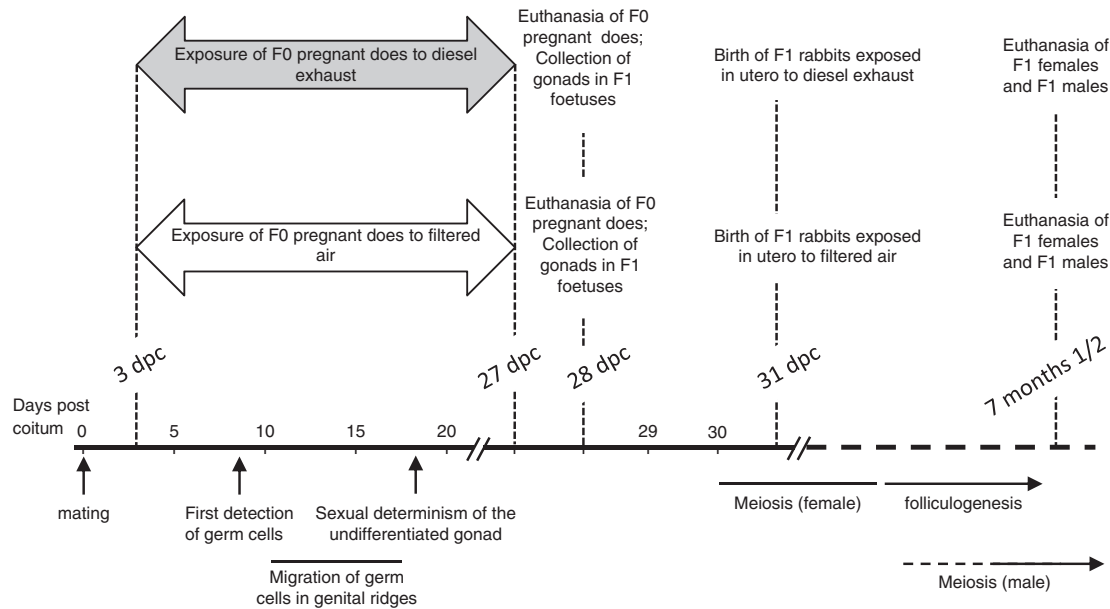 Exposure of F0 pregnant does to diesel
exhaust
Euthanasia of F0
pregnant does;
Collection of
gonads in F1
foetuses
Birth of F1 rabbits exposed
in utero to diesel exhaust
Euthanasia of
F1 females
and F1 males
Exposure of F0 pregnant does to filtered
air
Euthanasia of F0
pregnant does;
Collection of
gonads in F1
foetuses
Birth of F1 rabbits exposed
in utero to filtered air
Euthanasia of
F1 females
and F1 males
3 dpc
27 dpc
28 dpc
31 dpc
7 months 1/2
Days post
coitum
0
5
10
15
20
29
30
mating
First detection
of germ cells
Sexual determinism of the
undifferentiated gonad
Meiosis (female)
folliculogenesis
Migration of germ
cells in genital ridges
Meiosis (male)